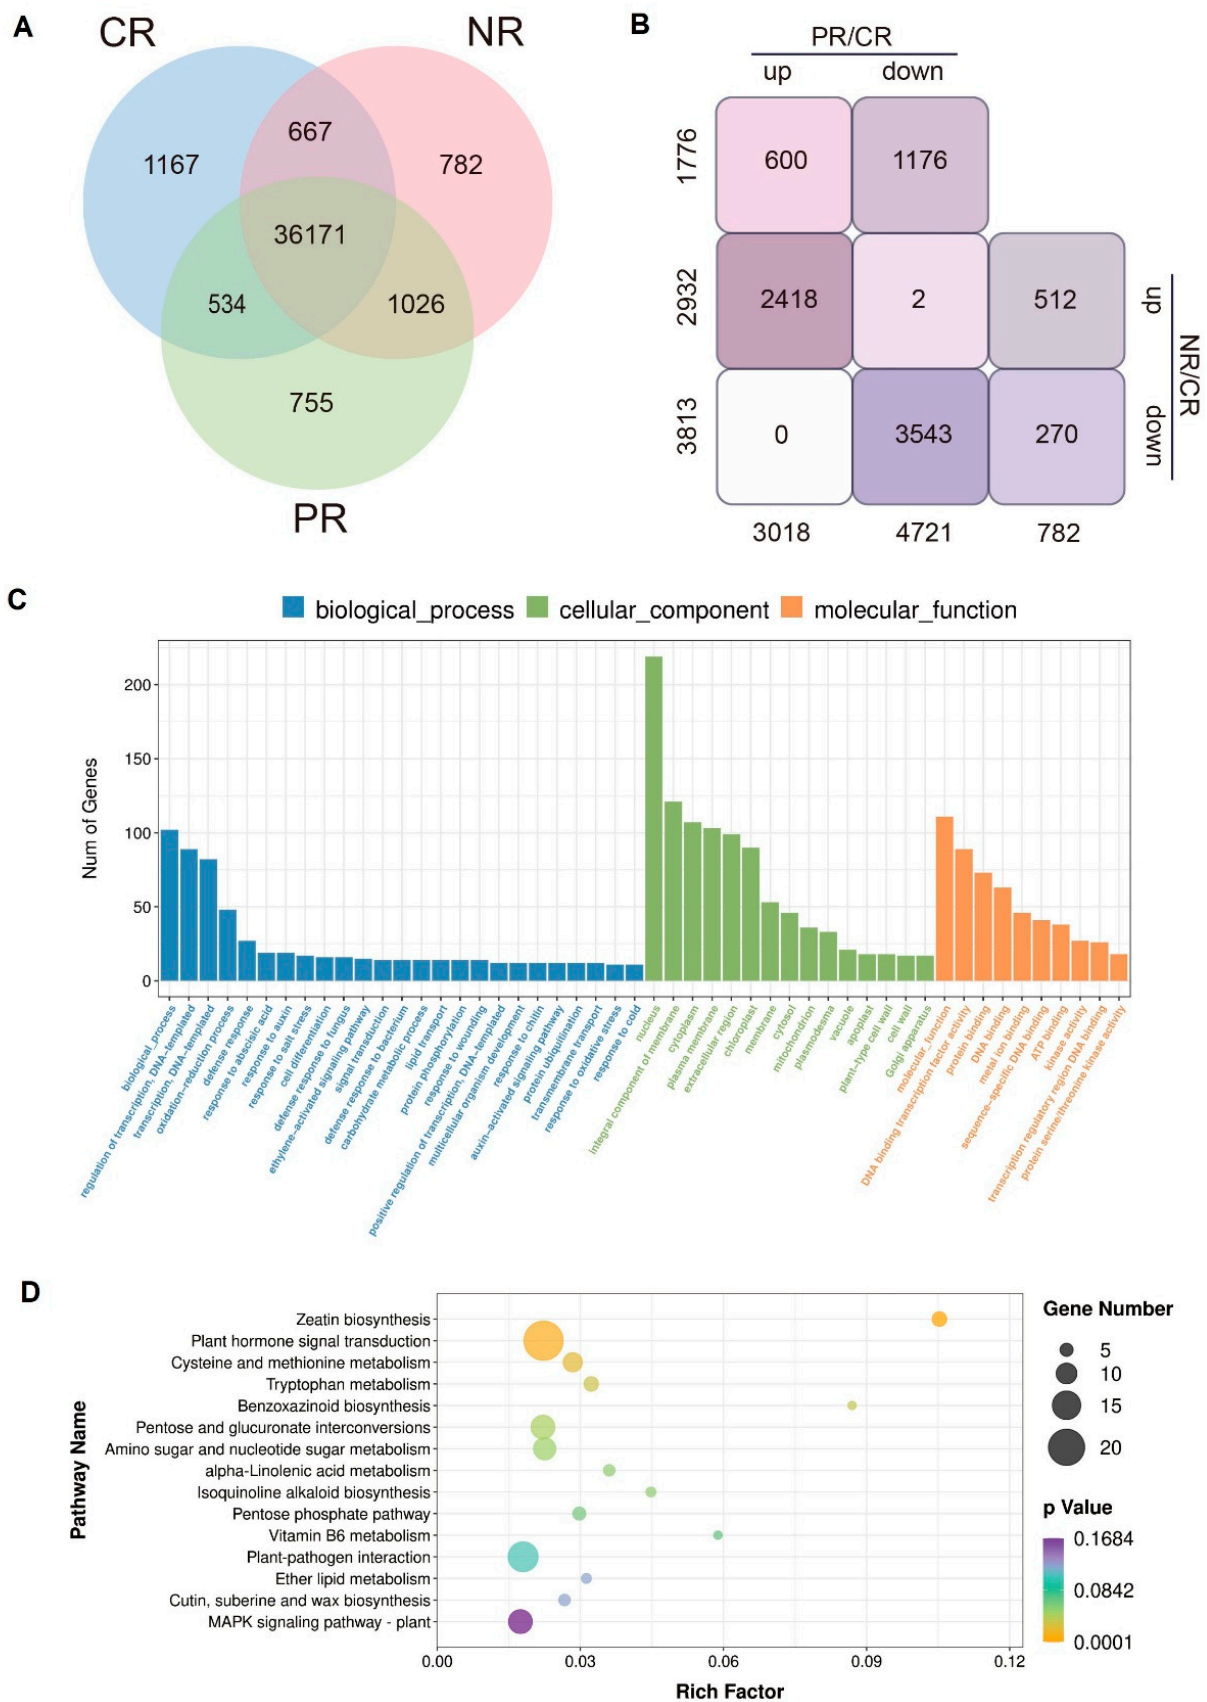 A
CR
NR
667
1167
782
36171
534
1026
755
PR
B
PR/CR
up
down
1776
600
1176
2932
2418
2
512
up
NR/CR
3813
0
3543
270
down
3018
4721
782
C
biological_process
cellular_component
molecular_function
Num of Genes
200
150
100
50
0
biological_process
regulation of transcription, DNA−templated
transcription, DNA−templated
oxidation−reduction process
defense response
response to abscisic acid
response to auxin
response to salt stress
cell differentiation
defense response to fungus
ethylene−activated signaling pathway
signal transduction
defense response to bacterium
carbohydrate metabolic process
lipid transport
protein phosphorylation
response to wounding
positive regulation of transcription, DNA−templated
multicellular organism development
response to chitin
auxin−activated signaling pathway
protein ubiquitination
transmembrane transport
response to oxidative stress
response to cold
nucleus
integral component of membrane
cytoplasm
plasma membrane
extracellular region
chloroplast
membrane
cytosol
mitochondrion
plasmodesma
vacuole
apoplast
plant−type cell wall
cell wall
Golgi apparatus
molecular_function
DNA binding transcription factor activity
protein binding
DNA binding
metal ion binding
sequence−specific DNA binding
ATP binding
kinase activity
transcription regulatory region DNA binding
protein serine/threonine kinase activity
D
Pathway Name
Zeatin biosynthesis
Plant hormone signal transduction
Cysteine and methionine metabolism
Tryptophan metabolism
Benzoxazinoid biosynthesis
Pentose and glucuronate interconversions
Amino sugar and nucleotide sugar metabolism
alpha-Linolenic acid metabolism
Isoquinoline alkaloid biosynthesis
Pentose phosphate pathway
Vitamin B6 metabolism
Plant-pathogen interaction
Ether lipid metabolism
Cutin, suberine and wax biosynthesis
MAPK signaling pathway - plant
0.00
0.03
0.06
0.09
0.12
Rich Factor
Gene Number
5
10
15
20
p Value
0.1684
0.0842
0.0001